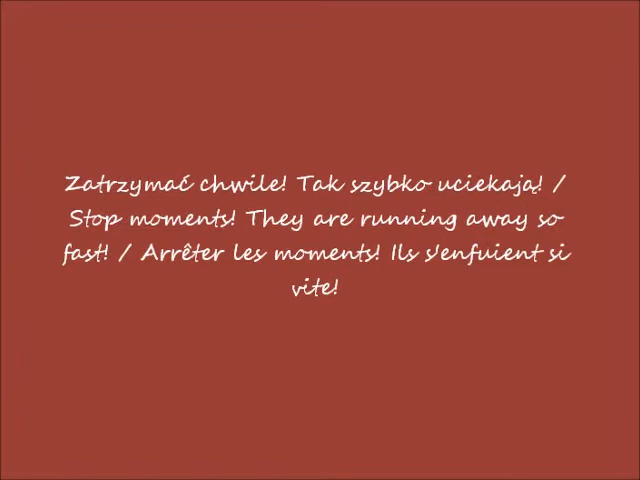 Zatrzymać chwile! Tak szybko uciekają! /
Stop moments! They are running away so
fast! / Arrêter les moments! Ils s'enfuient si
vite!